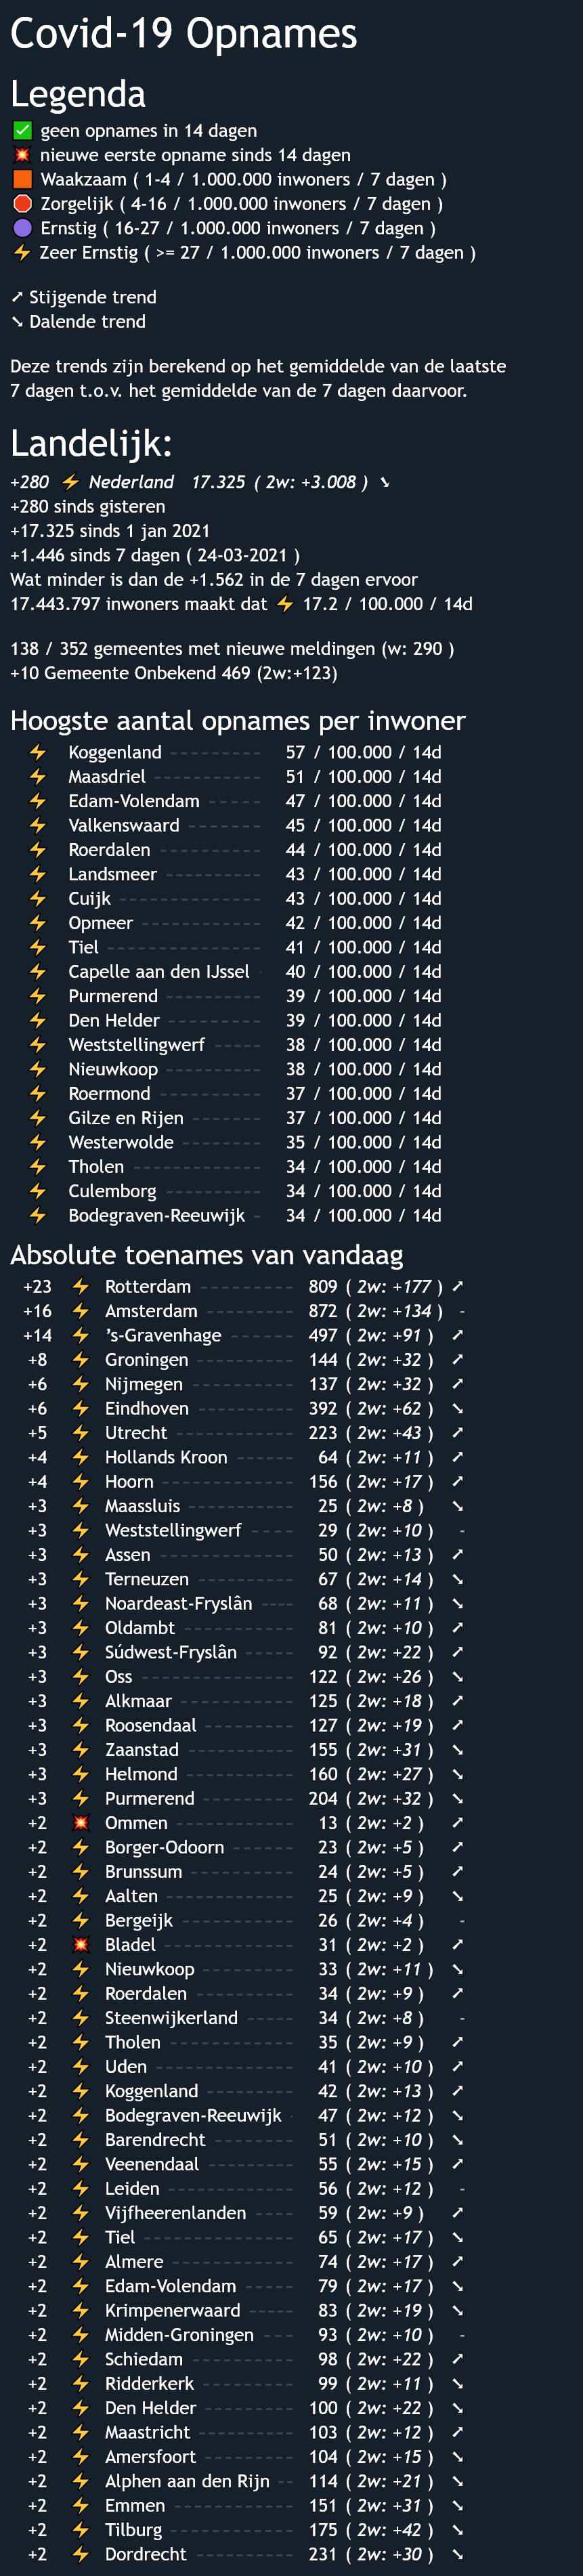 Covid-19 Opnames
Legenda
✅ geen opnames in 14 dagen
💥 nieuwe eerste opname sinds 14 dagen
🟧 Waakzaam ( 1-4 / 1.000.000 inwoners / 7 dagen )
🛑 Zorgelijk ( 4-16 / 1.000.000 inwoners / 7 dagen )
🟣 Ernstig ( 16-27 / 1.000.000 inwoners / 7 dagen )
⚡ Zeer Ernstig ( >= 27 / 1.000.000 inwoners / 7 dagen )
➚ Stijgende trend
➘ Dalende trend
Deze trends zijn berekend op het gemiddelde van de laatste
7 dagen t.o.v. het gemiddelde van de 7 dagen daarvoor.
Landelijk:
+280 ⚡ Nederland 17.325 ( 2w: +3.008 ) ➘
+280 sinds gisteren
+17.325 sinds 1 jan 2021
+1.446 sinds 7 dagen ( 24-03-2021 )
Wat minder is dan de +1.562 in de 7 dagen ervoor
17.443.797 inwoners maakt dat ⚡ 17.2 / 100.000 / 14d
138 / 352 gemeentes met nieuwe meldingen (w: 290 )
+10 Gemeente Onbekend 469 (2w:+123)
Hoogste aantal opnames per inwoner
⚡ Koggenland --------- 57 / 100.000 / 14d
⚡ Maasdriel ----------- 51 / 100.000 / 14d
⚡ Edam-Volendam ----- 47 / 100.000 / 14d
⚡ Valkenswaard ------- 45 / 100.000 / 14d
⚡ Roerdalen ---------- 44 / 100.000 / 14d
⚡ Landsmeer ---------- 43 / 100.000 / 14d
⚡ Cuijk -------------- 43 / 100.000 / 14d
⚡ Opmeer ------------ 42 / 100.000 / 14d
⚡ Tiel ---------------- 41 / 100.000 / 14d
⚡ Capelle aan den IJssel - 40 / 100.000 / 14d
⚡ Purmerend ---------- 39 / 100.000 / 14d
⚡ Den Helder --------- 39 / 100.000 / 14d
⚡ Weststellingwerf ----- 38 / 100.000 / 14d
⚡ Nieuwkoop ---------- 38 / 100.000 / 14d
⚡ Roermond ---------- 37 / 100.000 / 14d
⚡ Gilze en Rijen ------- 37 / 100.000 / 14d
⚡ Westerwolde -------- 35 / 100.000 / 14d
⚡ Tholen ------------- 34 / 100.000 / 14d
⚡ Culemborg ---------- 34 / 100.000 / 14d
⚡ Bodegraven-Reeuwijk - 34 / 100.000 / 14d
Absolute toenames van vandaag
+23 ⚡ Rotterdam ---------- 809 ( 2w: +177 ) ➚
+16 ⚡ Amsterdam ---------- 872 ( 2w: +134 ) -
+14 ⚡ 's-Gravenhage ------- 497 ( 2w: +91 ) ➚
+8 ⚡ Groningen ----------- 144 ( 2w: +32 ) ➚
+6 ⚡ Nijmegen ----------- 137 ( 2w: +32 ) ➚
+6 ⚡ Eindhoven ---------- 392 ( 2w: +62 ) ➘
+5 ⚡ Utrecht ------------- 223 ( 2w: +43 ) ➚
+4 ⚡ Hollands Kroon ------- 64 ( 2w: +11 ) ➚
+4 ⚡ Hoorn -------------- 156 ( 2w: +17 ) ➚
+3 ⚡ Maassluis ----------- 25 ( 2w: +8 ) ➘
+3 ⚡ Weststellingwerf ----- 29 ( 2w: +10 ) -
+3 ⚡ Assen -------------- 50 ( 2w: +13 ) ➚
+3 ⚡ Terneuzen ---------- 67 ( 2w: +14 ) ➘
+3 ⚡ Noardeast-Fryslân ---- 68 ( 2w: +11 ) ➘
+3 ⚡ Oldambt ------------ 81 ( 2w: +10 ) ➚
+3 ⚡ Súdwest-Fryslân ------ 92 ( 2w: +22 ) ➚
+3 ⚡ Oss ---------------- 122 ( 2w: +26 ) ➘
+3 ⚡ Alkmaar ------------ 125 ( 2w: +18 ) ➚
+3 ⚡ Roosendaal ---------- 127 ( 2w: +19 ) ➚
+3 ⚡ Zaanstad ----------- 155 ( 2w: +31 ) ➘
+3 ⚡ Helmond ------------ 160 ( 2w: +27 ) ➘
+3 ⚡ Purmerend ---------- 204 ( 2w: +32 ) ➘
+2 💥 Ommen ------------ 13 ( 2w: +2 ) ➚
+2 ⚡ Borger-Odoorn ------- 23 ( 2w: +5 ) ➚
+2 ⚡ Brunssum ----------- 24 ( 2w: +5 ) ➚
+2 ⚡ Aalten ------------- 25 ( 2w: +9 ) ➘
+2 ⚡ Bergeijk ------------ 26 ( 2w: +4 ) -
+2 💥 Bladel ------------- 31 ( 2w: +2 ) ➚
+2 ⚡ Nieuwkoop ---------- 33 ( 2w: +11 ) ➘
+2 ⚡ Roerdalen ---------- 34 ( 2w: +9 ) ➚
+2 ⚡ Steenwijkerland ------ 34 ( 2w: +8 ) -
+2 ⚡ Tholen ------------- 35 ( 2w: +9 ) ➚
+2 ⚡ Uden --------------- 41 ( 2w: +10 ) ➚
+2 ⚡ Koggenland --------- 42 ( 2w: +13 ) ➚
+2 ⚡ Bodegraven-Reeuwijk - 47 ( 2w: +12 ) ➘
+2 ⚡ Barendrecht --------- 51 ( 2w: +10 ) ➘
+2 ⚡ Veenendaal ---------- 55 ( 2w: +15 ) ➚
+2 ⚡ Leiden ------------- 56 ( 2w: +12 ) -
+2 ⚡ Vijfheerenlanden ----- 59 ( 2w: +9 ) ➚
+2 ⚡ Tiel ---------------- 65 ( 2w: +17 ) ➘
+2 ⚡ Almere ------------- 74 ( 2w: +17 ) ➚
+2 ⚡ Edam-Volendam ------ 79 ( 2w: +17 ) ➘
+2 ⚡ Krimpenerwaard ----- 83 ( 2w: +19 ) ➘
+2 ⚡ Midden-Groningen --- 93 ( 2w: +10 ) -
+2 ⚡ Schiedam ----------- 98 ( 2w: +22 ) ➚
+2 ⚡ Ridderkerk ---------- 99 ( 2w: +11 ) ➘
+2 ⚡ Den Helder ---------- 100 ( 2w: +22 ) ➘
+2 ⚡ Maastricht ---------- 103 ( 2w: +12 ) ➚
+2 ⚡ Amersfoort ---------- 104 ( 2w: +15 ) ➘
+2 ⚡ Alphen aan den Rijn -- 114 ( 2w: +21 ) ➘
+2 ⚡ Emmen ------------- 151 ( 2w: +31 ) ➘
+2 ⚡ Tilburg ------------- 175 ( 2w: +42 ) ➘
+2 ⚡ Dordrecht ---------- 231 ( 2w: +30 ) ➘